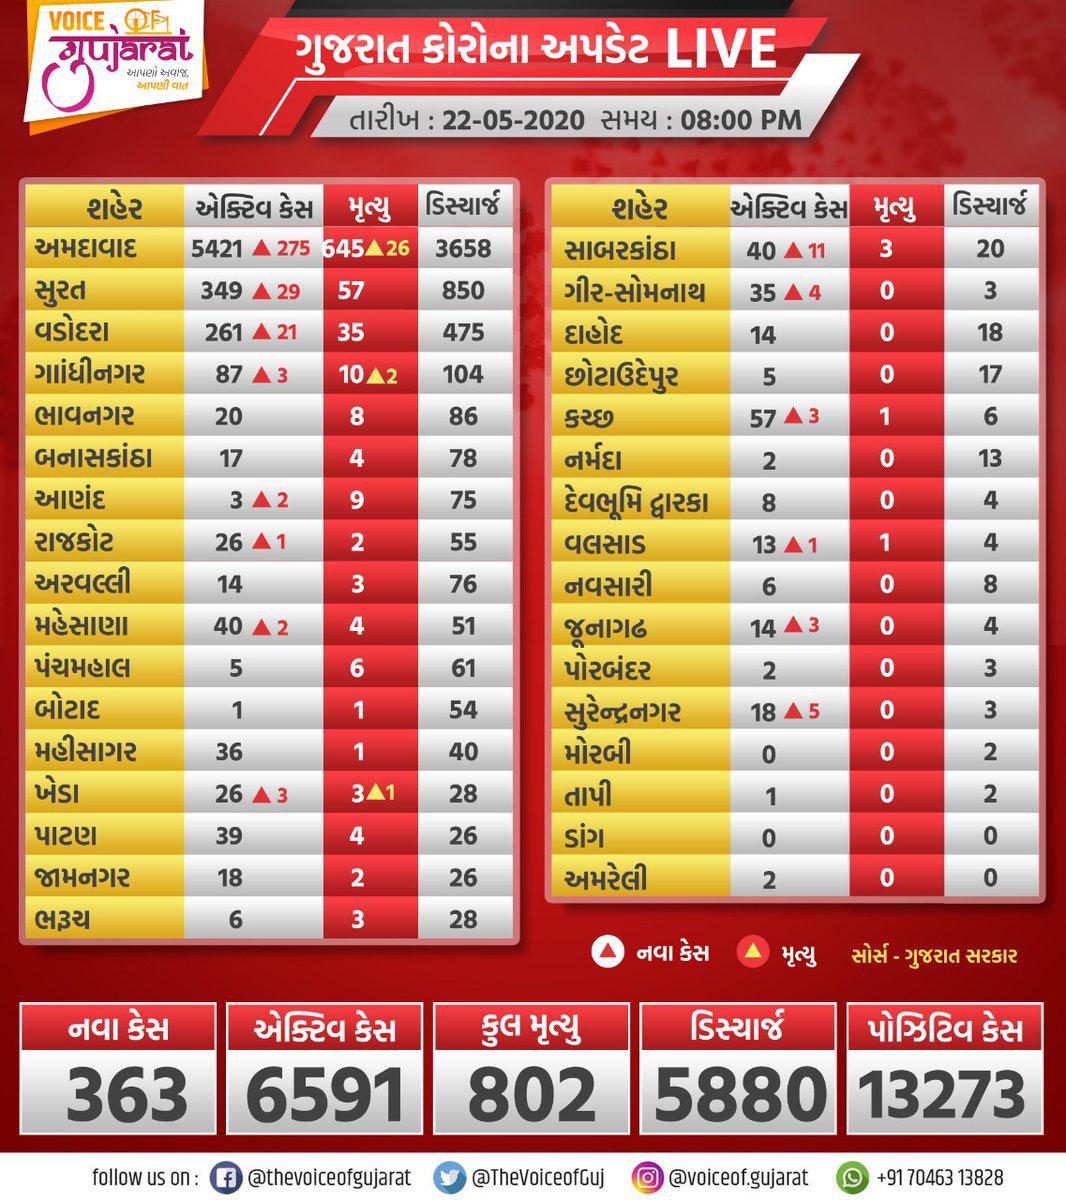 VOICE OF
ગુjarat
આપણો અવાજ,
આપણી વાત
ગુજરાત કોરોના અપડેટ LIVE
તારીખ : 22-05-2020 સમય : 08:00 PM
શહેર એક્ટિવ કેસ મૃત્યુ ડિસ્ચાર્જ
અમદાવાદ 5421 ▲ 275 645 ▲ 26 3658
સુરત 349 ▲ 29 57 850
વડોદરા 261 ▲ 21 35 475
ગાાંધીનગર 87 ▲ 3 10 ▲ 2 104
ભાવનગર 20 8 86
બનાસકાંઠા 17 4 78
આણંદ 3 ▲ 2 9 75
રાજકોટ 26 ▲ 1 2 55
અરવલ્લી 14 3 76
મહેસાણા 40 ▲ 2 4 51
પંચમહાલ 5 6 61
બોટાદ 1 1 54
મહીસાગર 36 1 40
ખેડા 26 ▲ 3 3 ▲ 1 28
પાટણ 39 4 26
જામનગર 18 2 26
ભરૂચ 6 3 28
શહેર એક્ટિવ કેસ મૃત્યુ ડિસ્ચાર્જ
સાબરકાંઠા 40 ▲ 11 3 20
ગીર-સોમનાથ 35 ▲ 4 0 3
દાહોદ 14 0 18
છોટાઉદેપુર 5 0 17
કચ્છ 57 ▲ 3 1 6
નર્મદા 2 0 13
દેવભૂમિ દ્વારકા 8 0 4
વલસાડ 13 ▲ 1 1 4
નવસારી 6 0 8
જૂનાગઢ 14 ▲ 3 0 4
પોરબંદર 2 0 3
સુરેન્દ્રનગર 18 ▲ 5 0 3
મોરબી 0 0 2
તાપી 1 0 2
ડાંગ 0 0 0
અમરેલી 2 0 0
▲ નવા કેસ ▲ મૃત્યુ સોર્સ - ગુજરાત સરકાર
નવા કેસ એક્ટિવ કેસ કુલ મૃત્યુ ડિસ્ચાર્જ પોઝિટિવ કેસ
363 6591 802 5880 13273
follow us on : @thevoiceofgujarat @TheVoiceofGuj @voiceof.gujarat +91 70463 13828